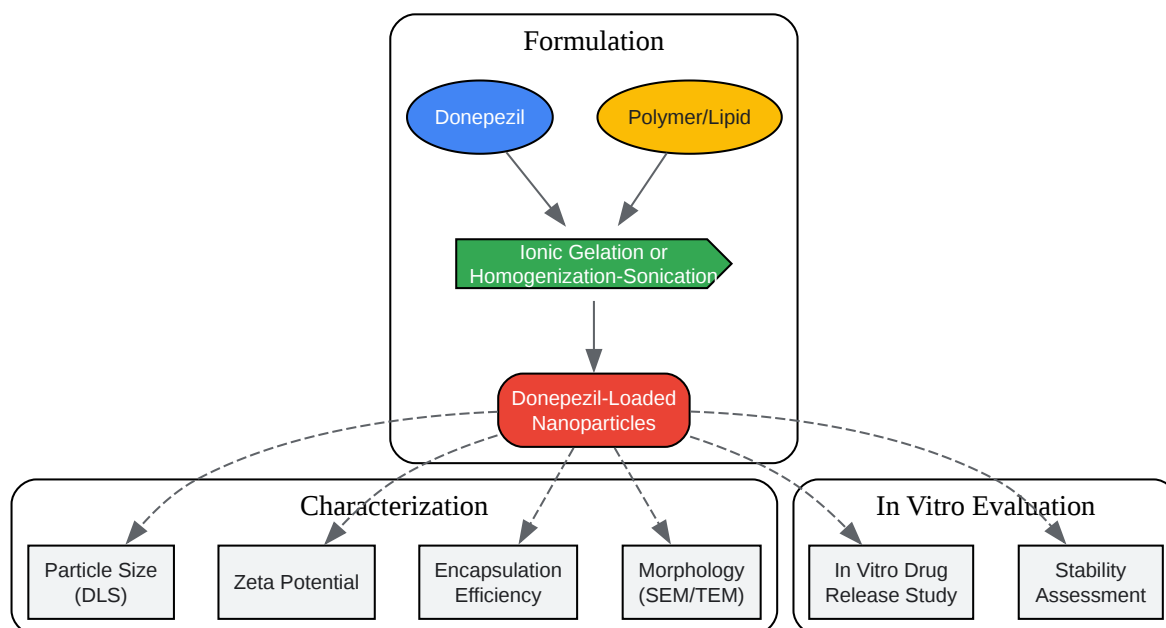 Formulation
Donepezil
Polymer/Lipid
Ionic Gelation or
Homogenization-Sonication
Donepezil-Loaded
Nanoparticles
Characterization
In Vitro Evaluation
Particle Size
(DLS)
Zeta Potential
Encapsulation
Efficiency
Morphology
(SEM/TEM)
In Vitro Drug
Release Study
Stability
Assessment